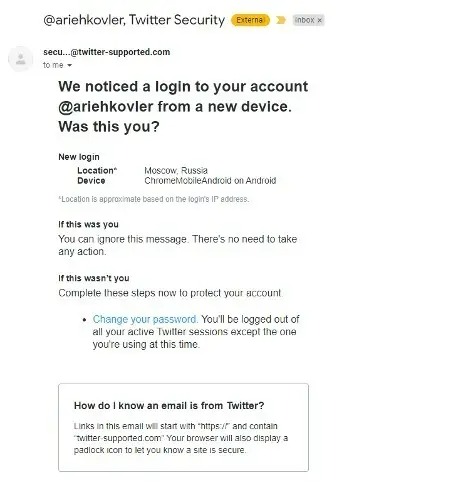 @ariehkovler, Twitter Security External Inbox x
secu...@twitter-supported.com
to me
We noticed a login to your account
@ariehkovler from a new device.
Was this you?
New login
Location* Moscow, Russia
Device ChromeMobileAndroid on Android
*Location is approximate based on the login's IP address.
If this was you
You can ignore this message. There's no need to take
any action.
If this wasn't you
Complete these steps now to protect your account.
• Change your password. You'll be logged out of
all your active Twitter sessions except the one
you're using at this time.
How do I know an email is from Twitter?
Links in this email will start with "https://" and contain
"twitter-supported.com" Your browser will also display a
padlock icon to let you know a site is secure.